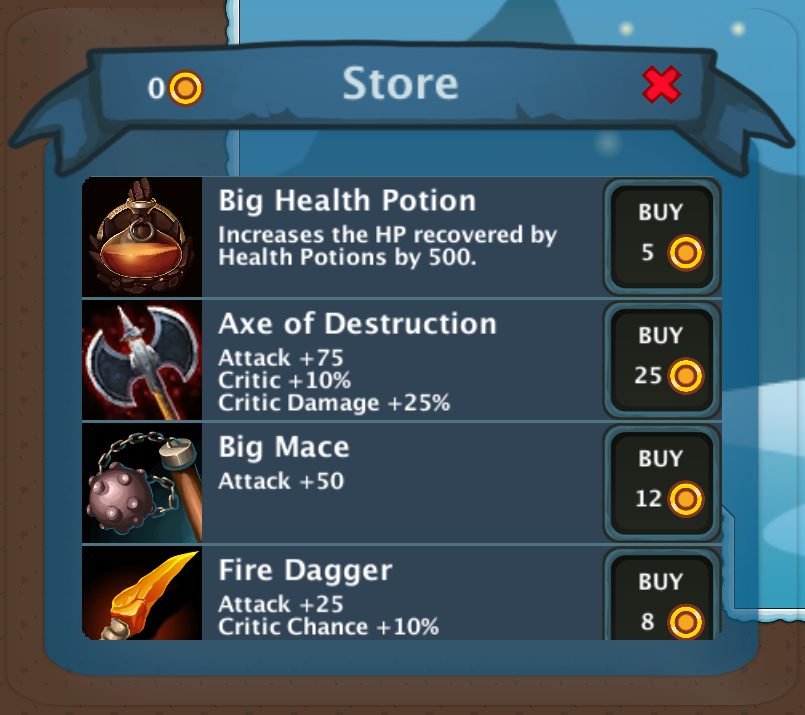 0
Store
Big Health Potion
Increases the HP recovered by
Health Potions by 500.
BUY
5
Axe of Destruction
Attack +75
Critic +10%
Critic Damage +25%
BUY
25
Big Mace
Attack +50
BUY
12
Fire Dagger
Attack +25
Critic Chance +10%
BUY
8